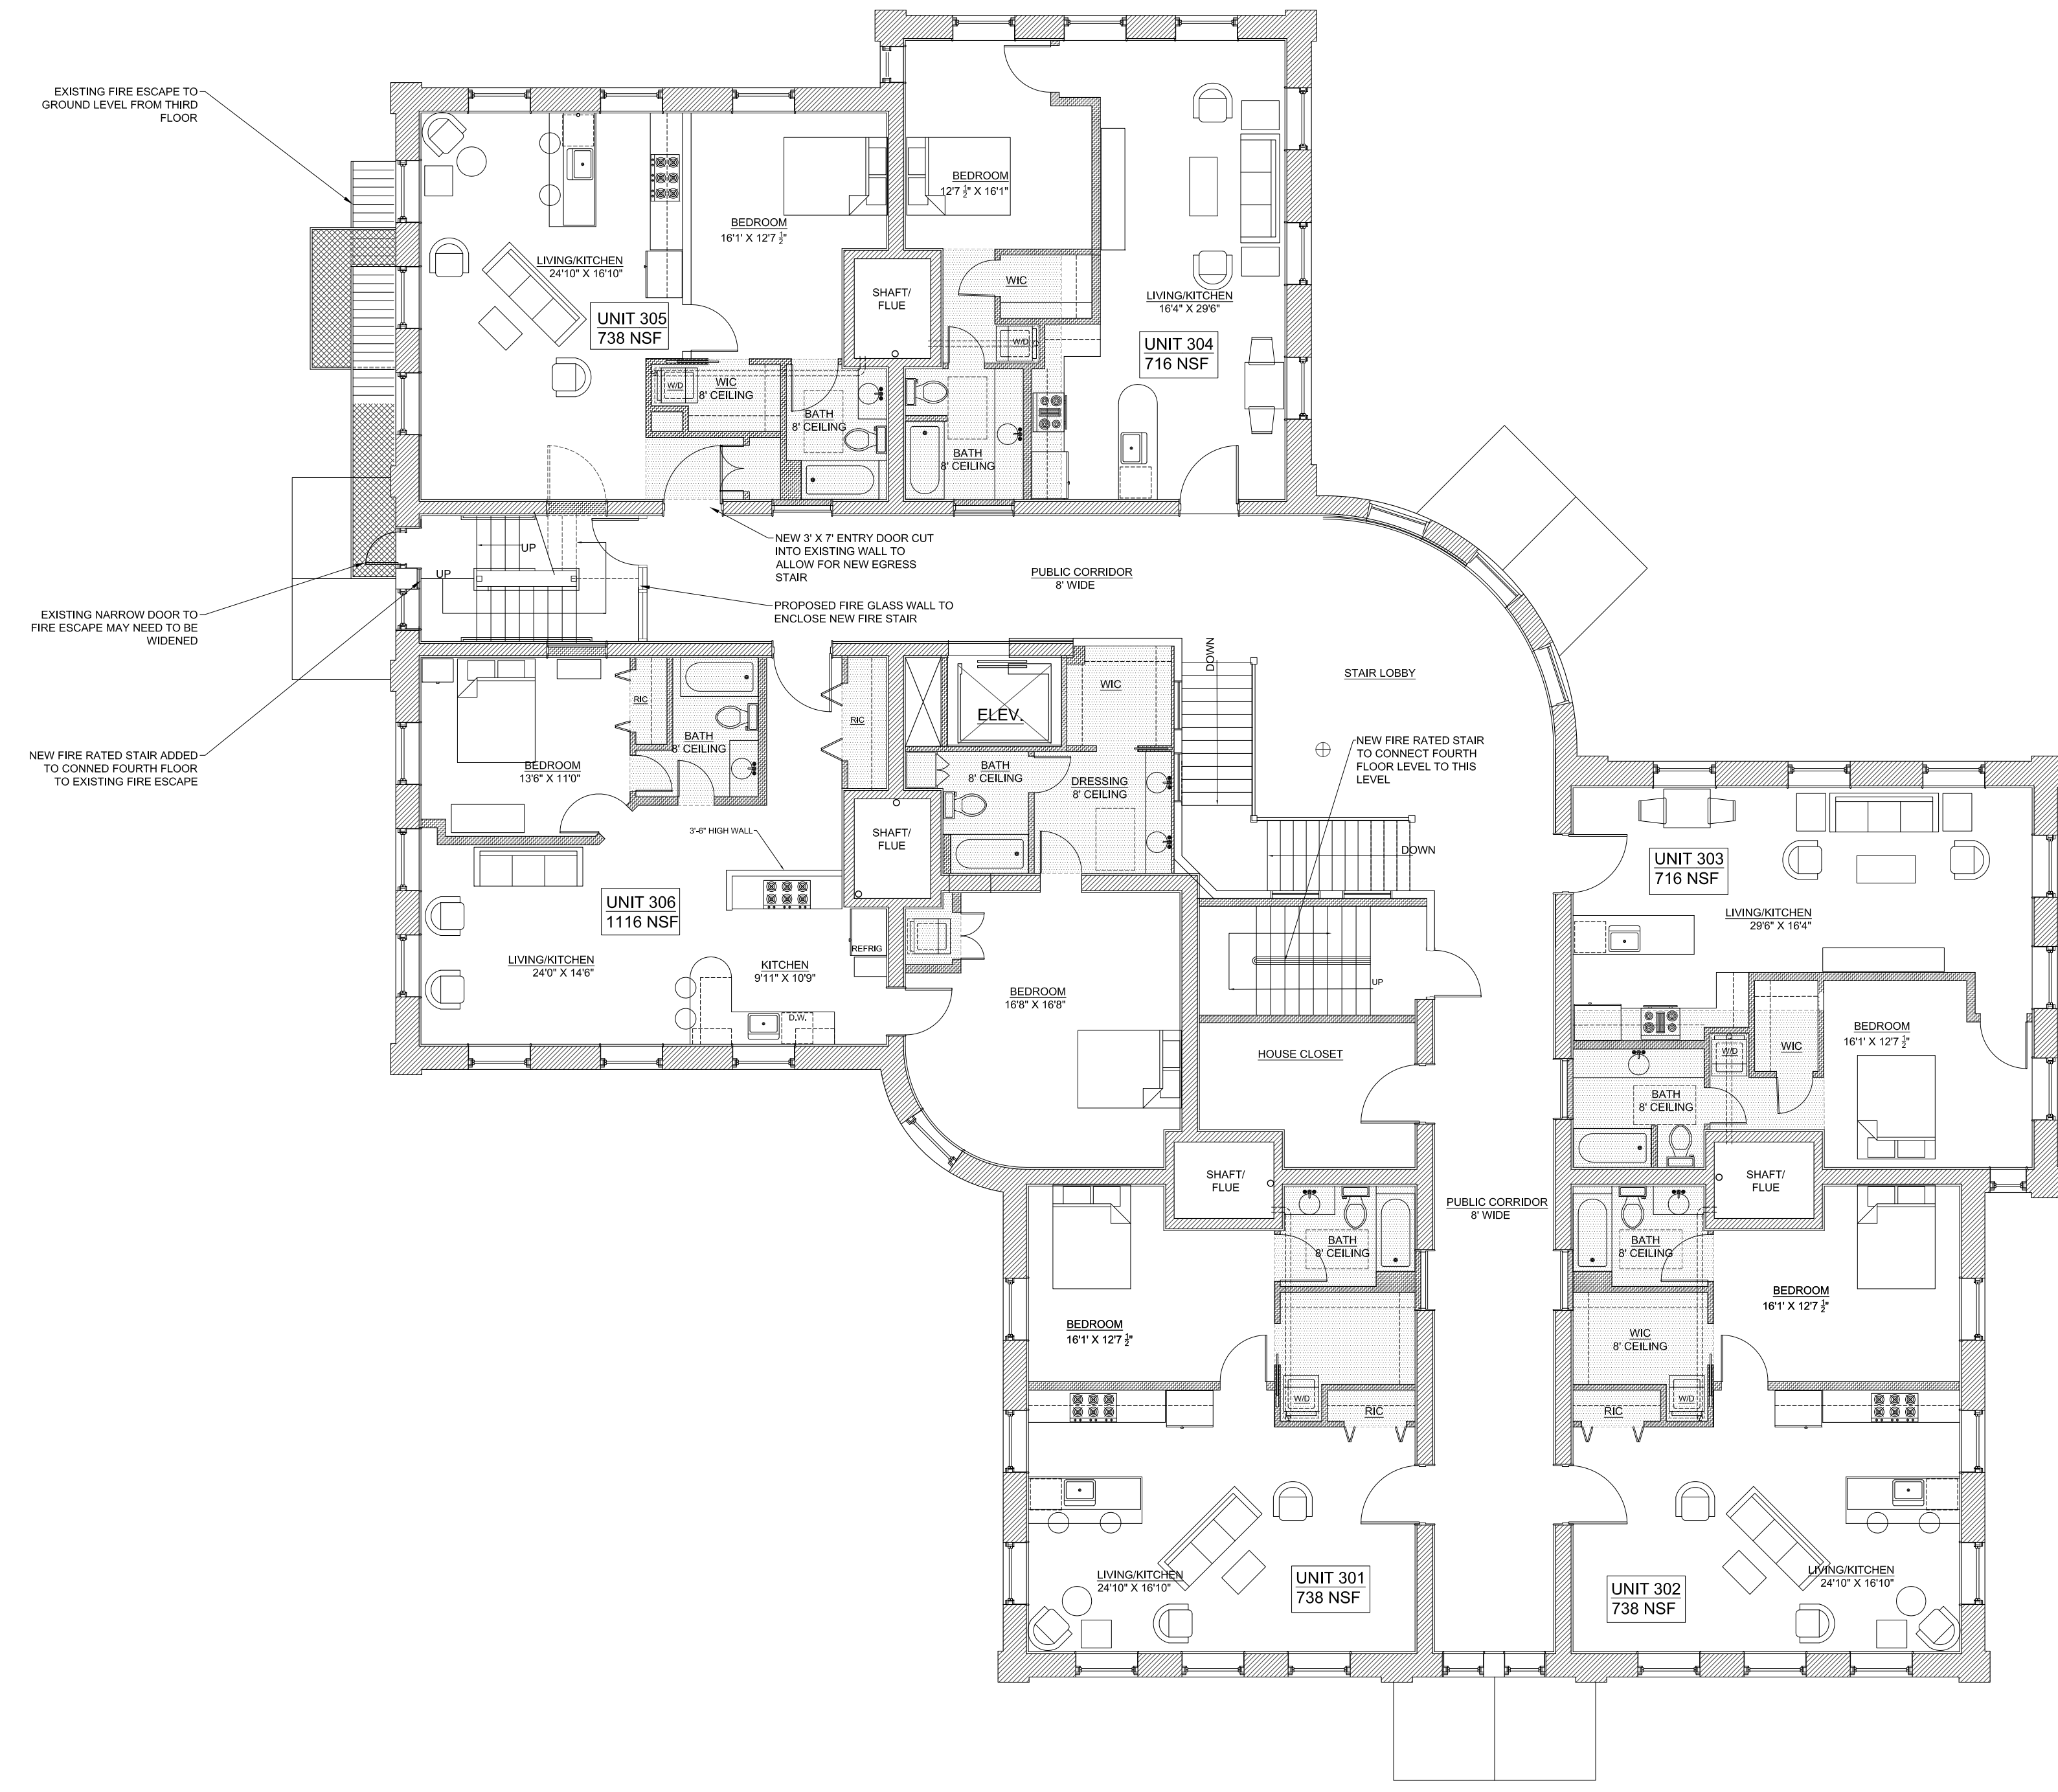 EXISTING FIRE ESCAPE TO
GROUND LEVEL FROM THIRD
FLOOR
BEDROOM
12'7 1/2" X 16'1"
BEDROOM
16'1' X 12'7 1/2"
LIVING/KITCHEN
24'10" X 16'10"
SHAFT/
FLUE
WIC
LIVING/KITCHEN
16'4" X 29'6"
UNIT 305
738 NSF
UNIT 304
716 NSF
W/D
W/D
WIC
8' CEILING
BATH
8' CEILING
BATH
8' CEILING
NEW 3' X 7' ENTRY DOOR CUT
INTO EXISTING WALL TO
ALLOW FOR NEW EGRESS
STAIR
UP
UP
PUBLIC CORRIDOR
8' WIDE
PROPOSED FIRE GLASS WALL TO
ENCLOSE NEW FIRE STAIR
EXISTING NARROW DOOR TO
FIRE ESCAPE MAY NEED TO BE
WIDENED
DOWN
STAIR LOBBY
WIC
RIC
RIC
ELEV.
BATH
8' CEILING
NEW FIRE RATED STAIR ADDED
TO CONNED FOURTH FLOOR
TO EXISTING FIRE ESCAPE
BEDROOM
13'6" X 11'0"
BATH
8' CEILING
DRESSING
8' CEILING
NEW FIRE RATED STAIR
TO CONNECT FOURTH
FLOOR LEVEL TO THIS
LEVEL
3'-6" HIGH WALL
SHAFT/
FLUE
DOWN
UNIT 303
716 NSF
UNIT 306
1116 NSF
LIVING/KITCHEN
29'6" X 16'4"
REFRIG
LIVING/KITCHEN
24'0" X 14'6"
KITCHEN
9'11" X 10'9"
UP
BEDROOM
16'8" X 16'8"
D.W.
BEDROOM
16'1' X 12'7 1/2"
HOUSE CLOSET
W/D
WIC
BATH
8' CEILING
SHAFT/
FLUE
SHAFT/
FLUE
PUBLIC CORRIDOR
8' WIDE
BATH
8' CEILING
BATH
8' CEILING
BEDROOM
16'1' X 12'7 1/2"
BEDROOM
16'1' X 12'7 1/2"
WIC
8' CEILING
W/D
RIC
RIC
W/D
LIVING/KITCHEN
24'10" X 16'10"
UNIT 301
738 NSF
UNIT 302
738 NSF
LIVING/KITCHEN
24'10" X 16'10"